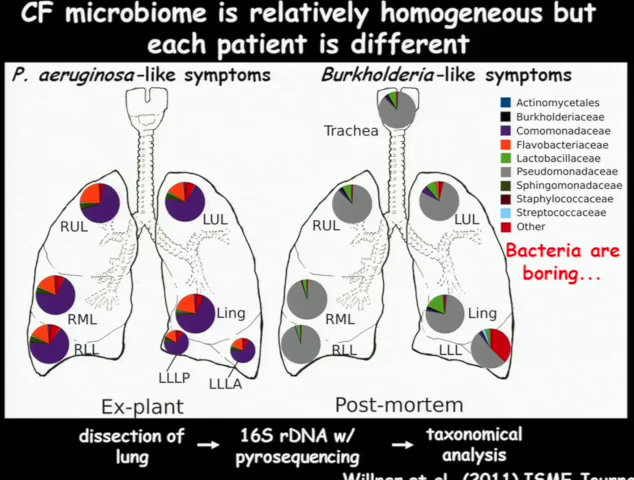 CF microbiome is relatively homogeneous but
each patient is different
P. aeruginosa-like symptoms
Burkholderia-like symptoms
Trachea
RUL
LUL
RML
Ling
RLL
LLLP
LLLA
Ex-plant
RUL
LUL
RML
Ling
RLL
LLL
Post-mortem
Actinomycetales
Burkholderiaceae
Comomonadaceae
Flavobacteriaceae
Lactobacillaceae
Pseudomonadaceae
Sphingomonadaceae
Staphylococcaceae
Streptococcaceae
Other
Bacteria are
boring...
dissection of
lung
→
16S rDNA w/
pyrosequencing
→
taxonomical
analysis
Willner et al. (2011) ISME Journa